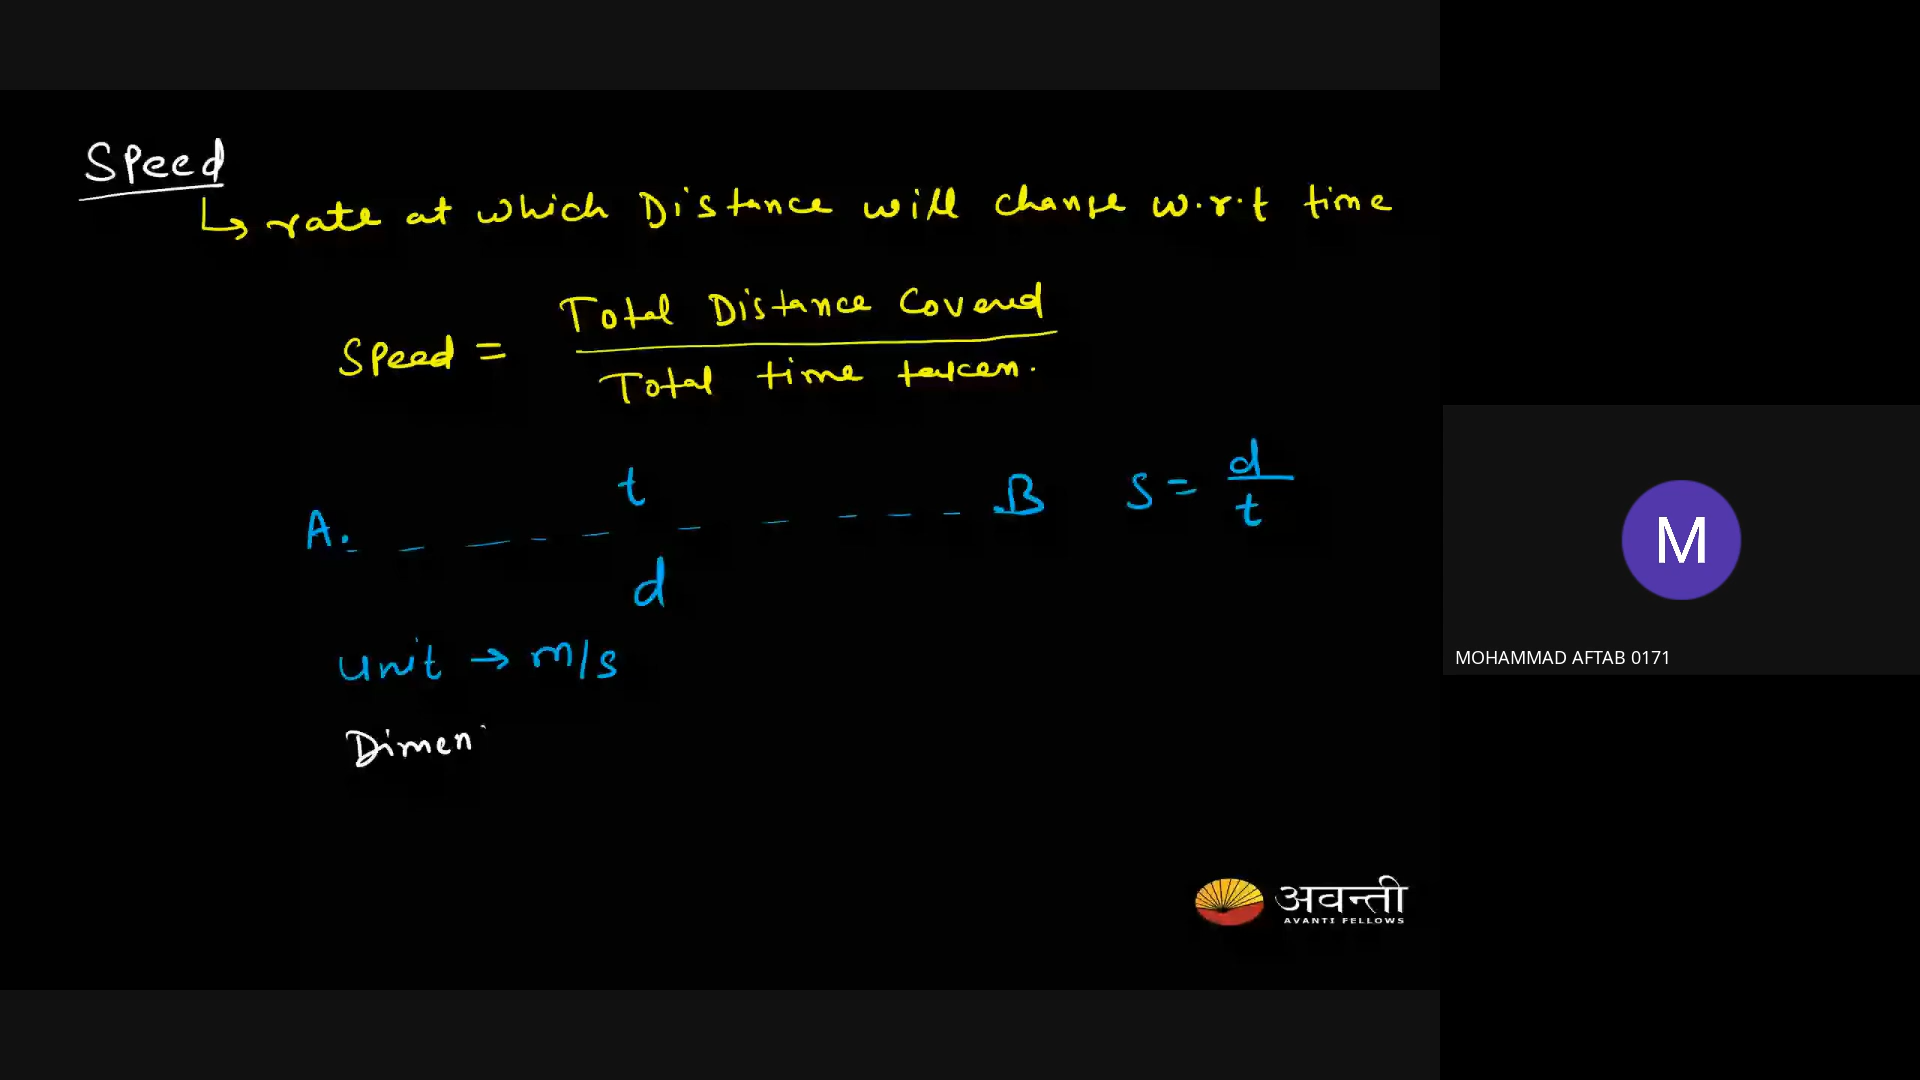 Speed
↳ rate at which Distance will change w.r.t time
Speed = Total Distance Covered
Total time taken.
t
A. _ _ _ _ _ _ _ _ _ _ _ .B
d
S = d/t
unit → m/s
Dimen
अवन्ती
AVANTI FELLOWS
M
MOHAMMAD AFTAB 0171